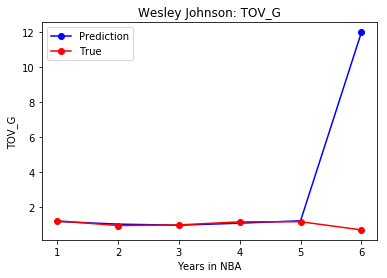 Wesley Johnson: TOV_G
Prediction
True
12
10
8
6
4
2
TOV_G
1 2 3 4 5 6
Years in NBA